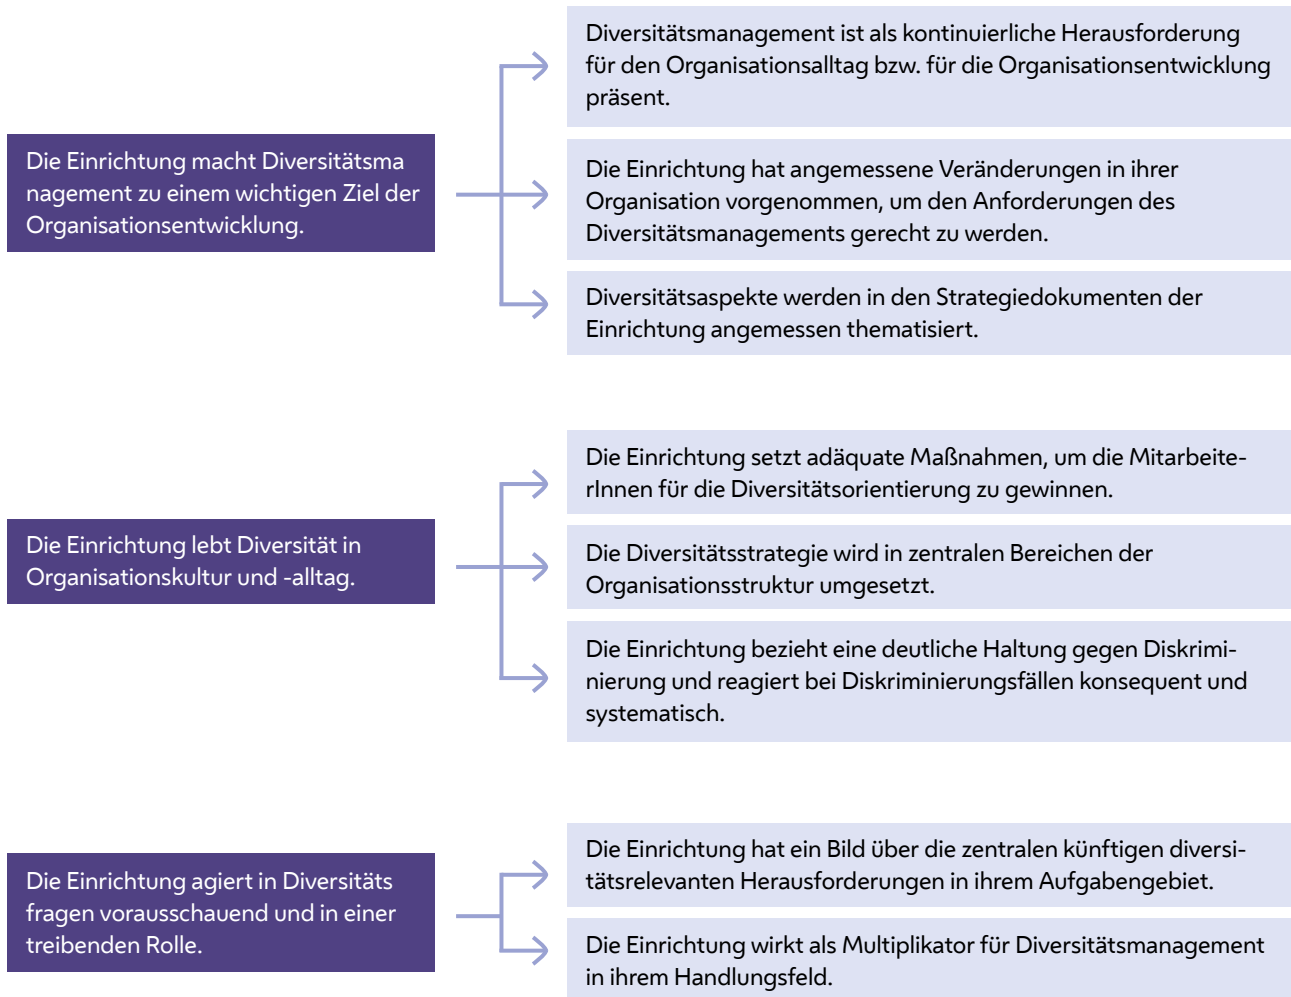 Die Einrichtung macht Diversitätsma
nagement zu einem wichtigen Ziel der
Organisationsentwicklung.
Diversitätsmanagement ist als kontinuierliche Herausforderung
für den Organisationsalltag bzw. für die Organisationsentwicklung
präsent.
Die Einrichtung hat angemessene Veränderungen in ihrer
Organisation vorgenommen, um den Anforderungen des
Diversitätsmanagements gerecht zu werden.
Diversitätsaspekte werden in den Strategiedokumenten der
Einrichtung angemessen thematisiert.
Die Einrichtung lebt Diversität in
Organisationskultur und -alltag.
Die Einrichtung setzt adäquate Maßnahmen, um die Mitarbeite-
rInnen für die Diversitätsorientierung zu gewinnen.
Die Diversitätsstrategie wird in zentralen Bereichen der
Organisationsstruktur umgesetzt.
Die Einrichtung bezieht eine deutliche Haltung gegen Diskrimi-
nierung und reagiert bei Diskriminierungsfällen konsequent und
systematisch.
Die Einrichtung agiert in Diversitäts
fragen vorausschauend und in einer
treibenden Rolle.
Die Einrichtung hat ein Bild über die zentralen künftigen diversi-
tätsrelevanten Herausforderungen in ihrem Aufgabengebiet.
Die Einrichtung wirkt als Multiplikator für Diversitätsmanagement
in ihrem Handlungsfeld.